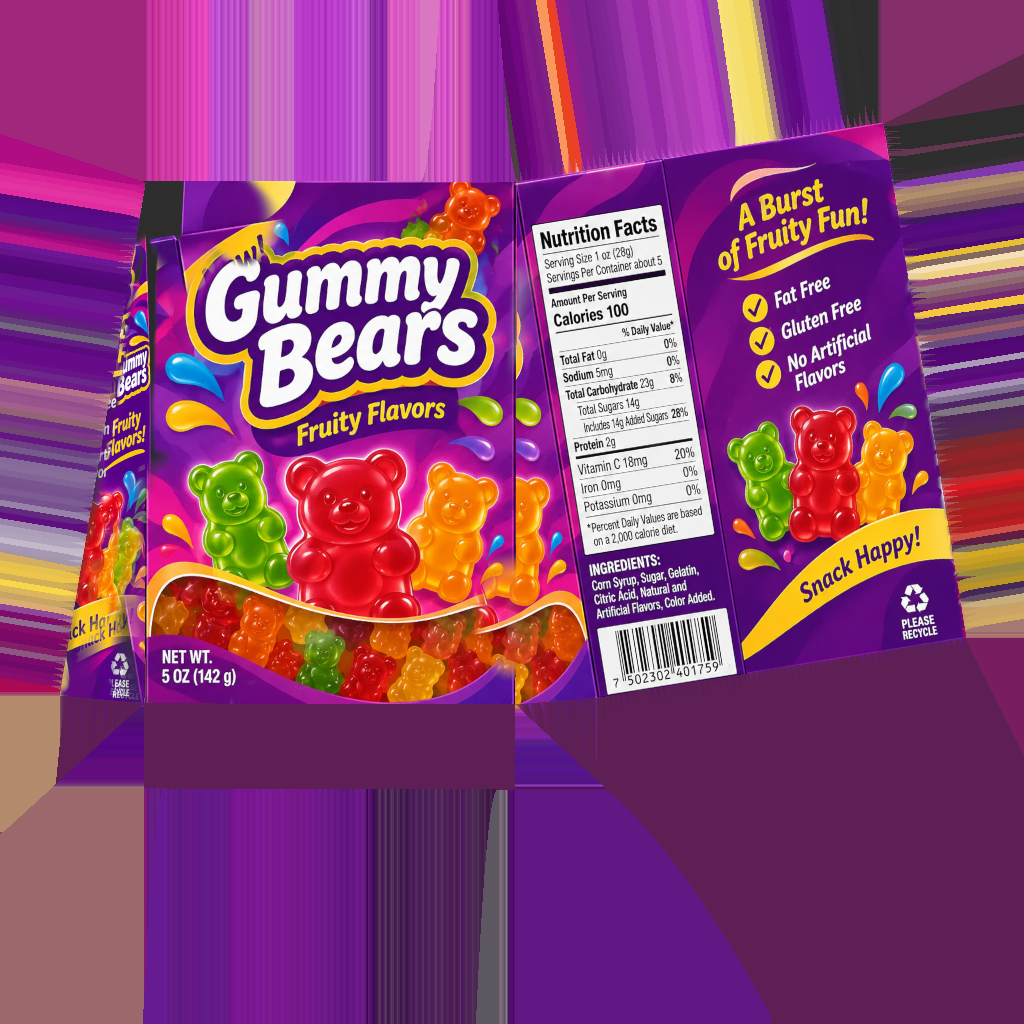 Gummy
Bears
Fruity Flavors
NET WT.
5 OZ (142 g)
Nutrition Facts
Serving Size 1 oz (28g)
Servings Per Container about 5
Amount Per Serving
Calories 100
% Daily Value*
Total Fat 0g 0%
Sodium 5mg 0%
Total Carbohydrate 23g 8%
Total Sugars 14g
Includes 14g Added Sugars 28%
Protein 2g
Vitamin C 18mg 20%
Iron 0mg 0%
Potassium 0mg 0%
*Percent Daily Values are based
on a 2,000 calorie diet.
INGREDIENTS:
Corn Syrup, Sugar, Gelatin,
Citric Acid, Natural and
Artificial Flavors, Color Added.
7 502302 401759
A Burst
of Fruity Fun!
Fat Free
Gluten Free
No Artificial
Flavors
Snack Happy!
PLEASE
RECYCLE
Bears
Fruity